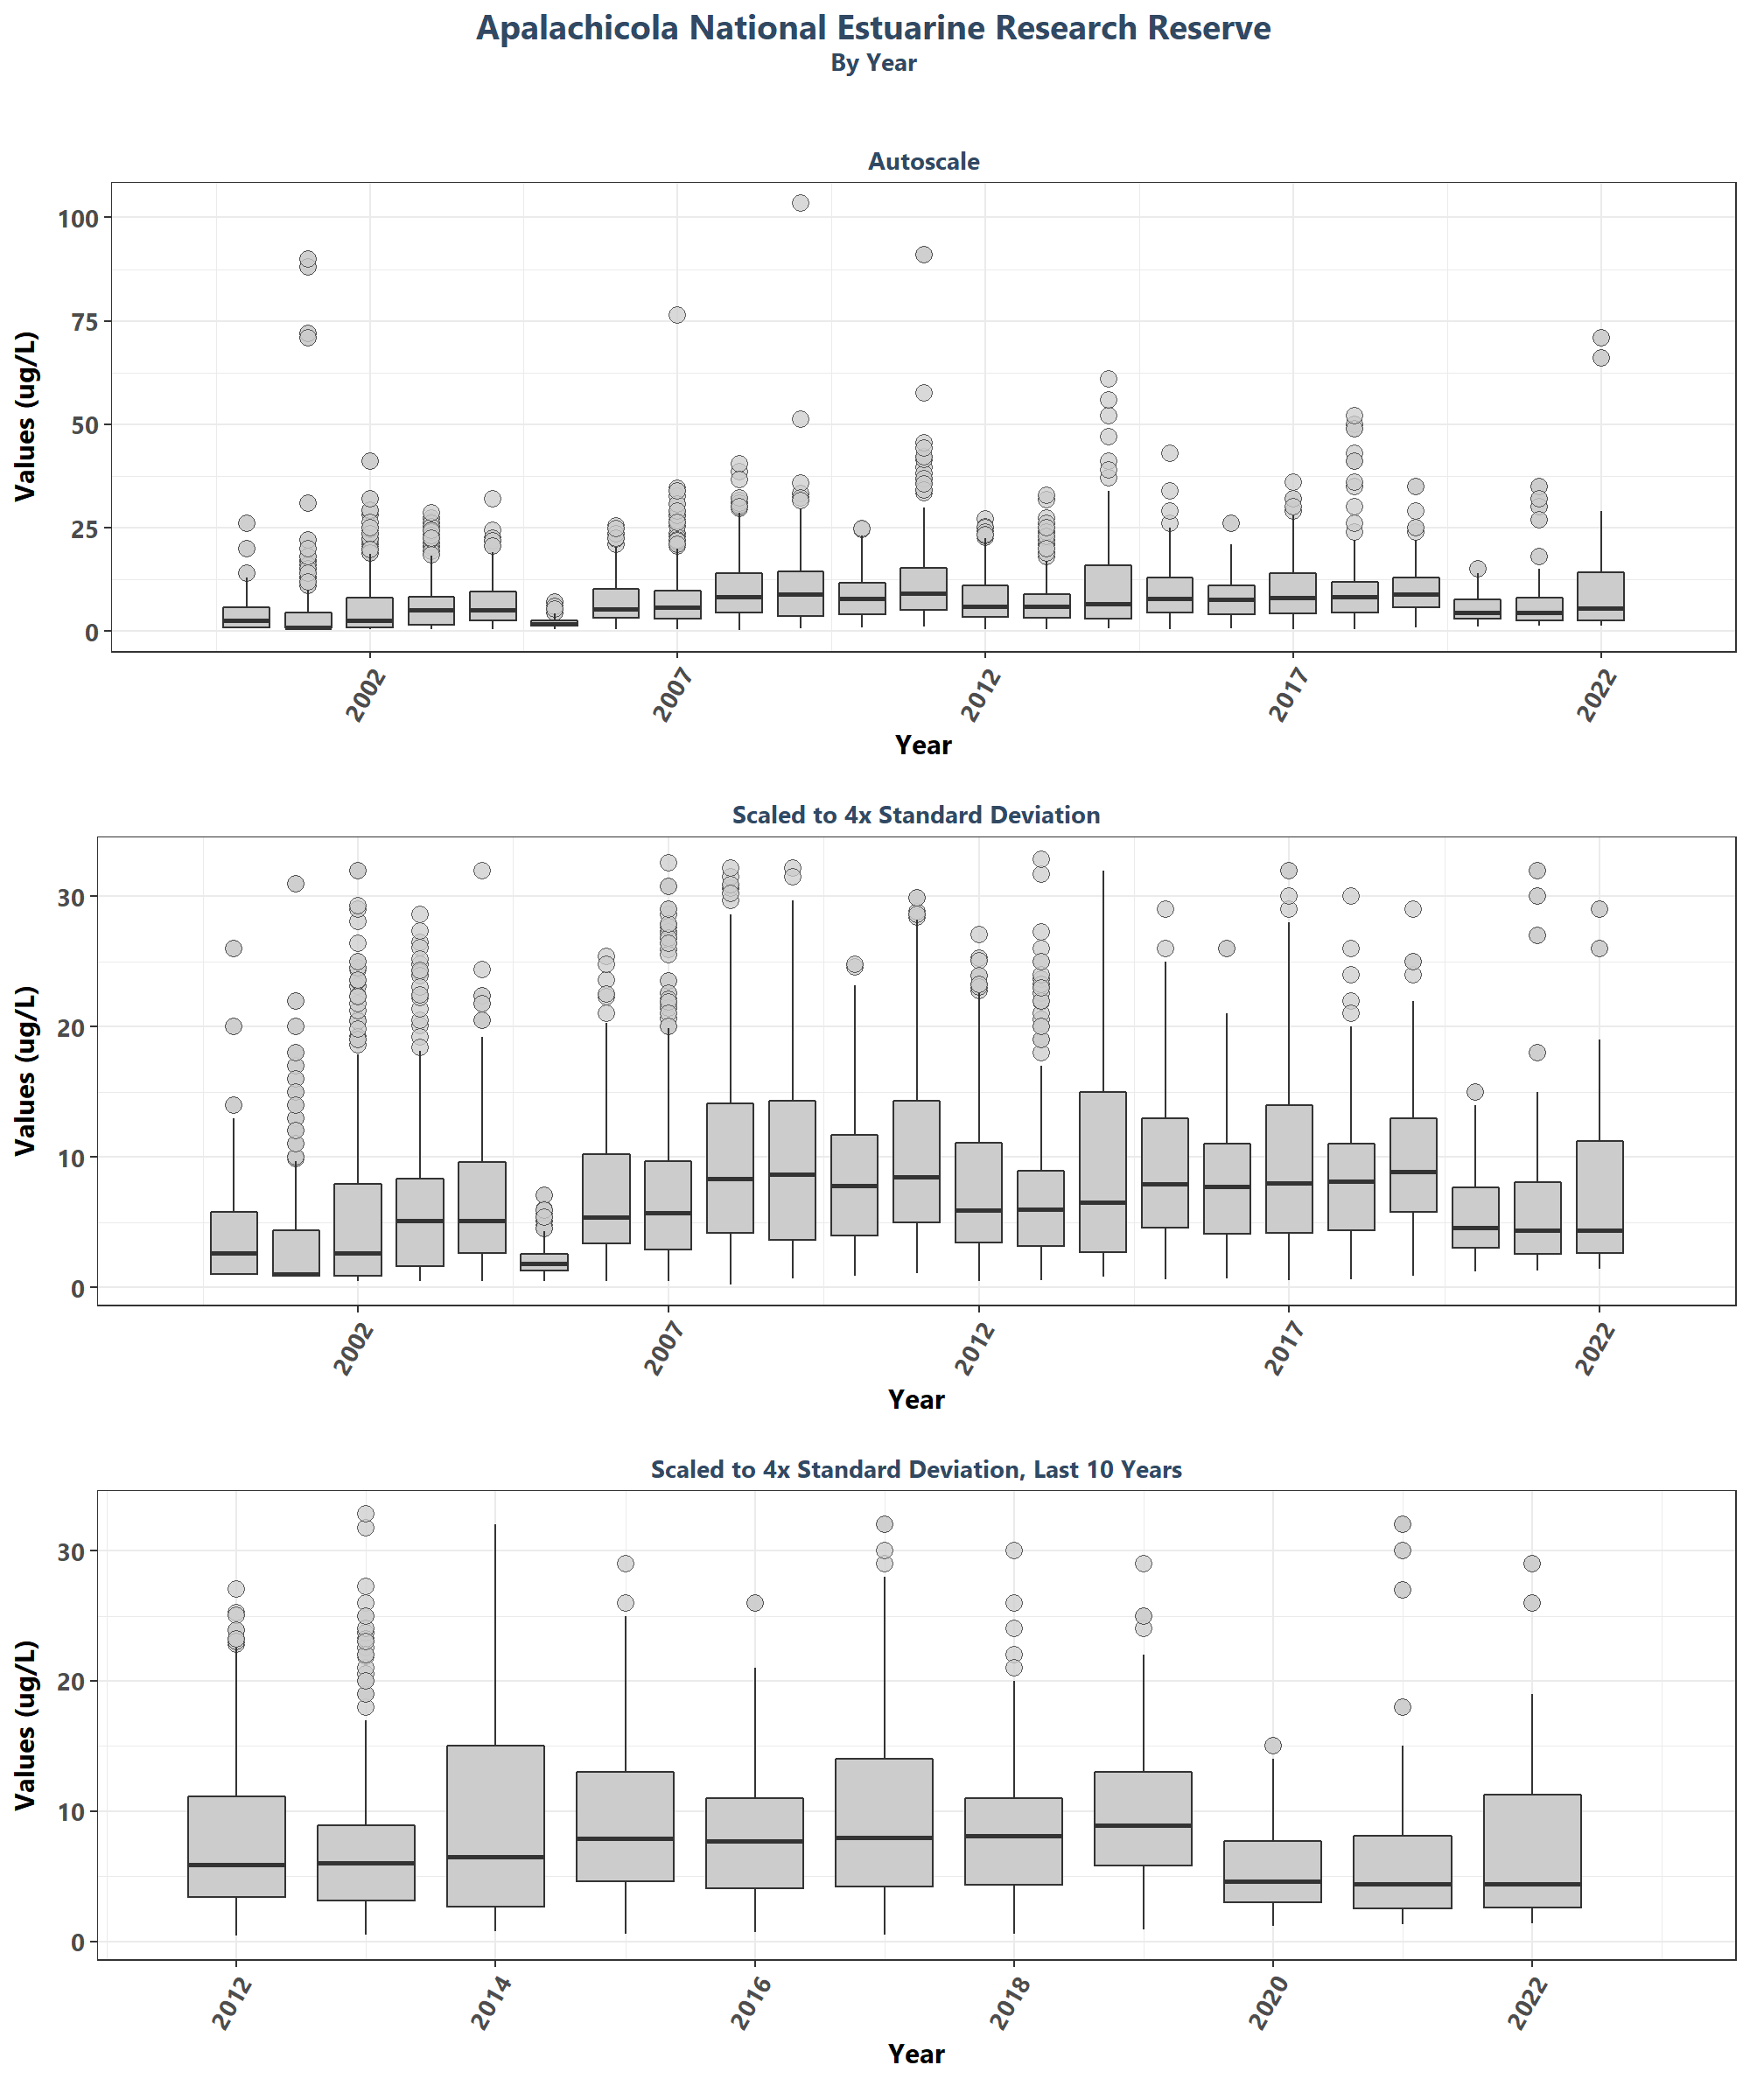 Apalachicola National Estuarine Research Reserve
By Year
Autoscale
Values (ug/L)
100
75
50
25
0
2002
2007
2012
2017
2022
Year
Scaled to 4x Standard Deviation
Values (ug/L)
30
20
10
0
2002
2007
2012
2017
2022
Year
Scaled to 4x Standard Deviation, Last 10 Years
Values (ug/L)
30
20
10
0
2012
2014
2016
2018
2020
2022
Year